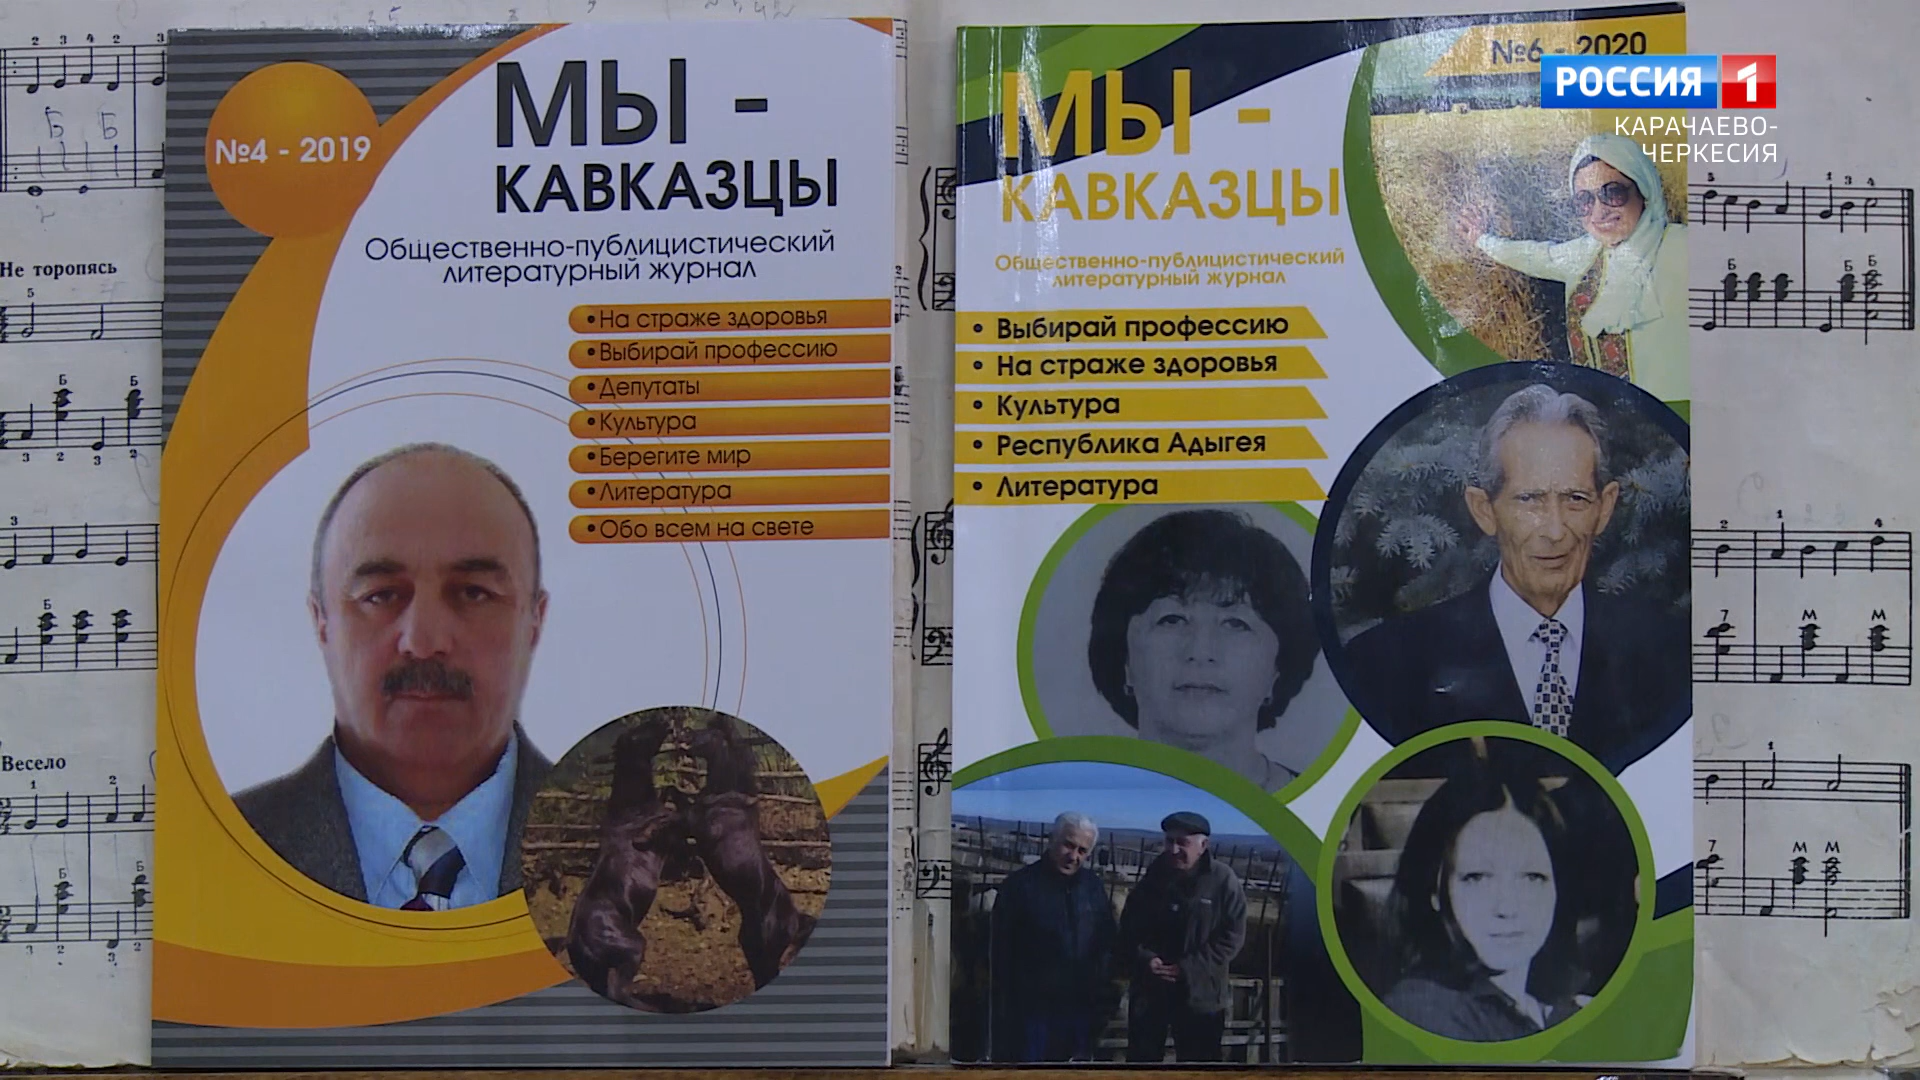 №4 - 2019
МЫ -
КАВКАЗЦЫ
Общественно-публицистический
литературный журнал
•На страже здоровья
•Выбирай профессию
•Депутаты
•Культура
•Берегите мир
•Литература
•Обо всем на свете
№6 - 2020
МЫ -
КАВКАЗЦЫ
Общественно-публицистический
литературный журнал
• Выбирай профессию
• На страже здоровья
• Культура
• Республика Адыгея
• Литература
РОССИЯ 1
КАРАЧАЕВО-
ЧЕРКЕСИЯ
Не торопясь
Весело